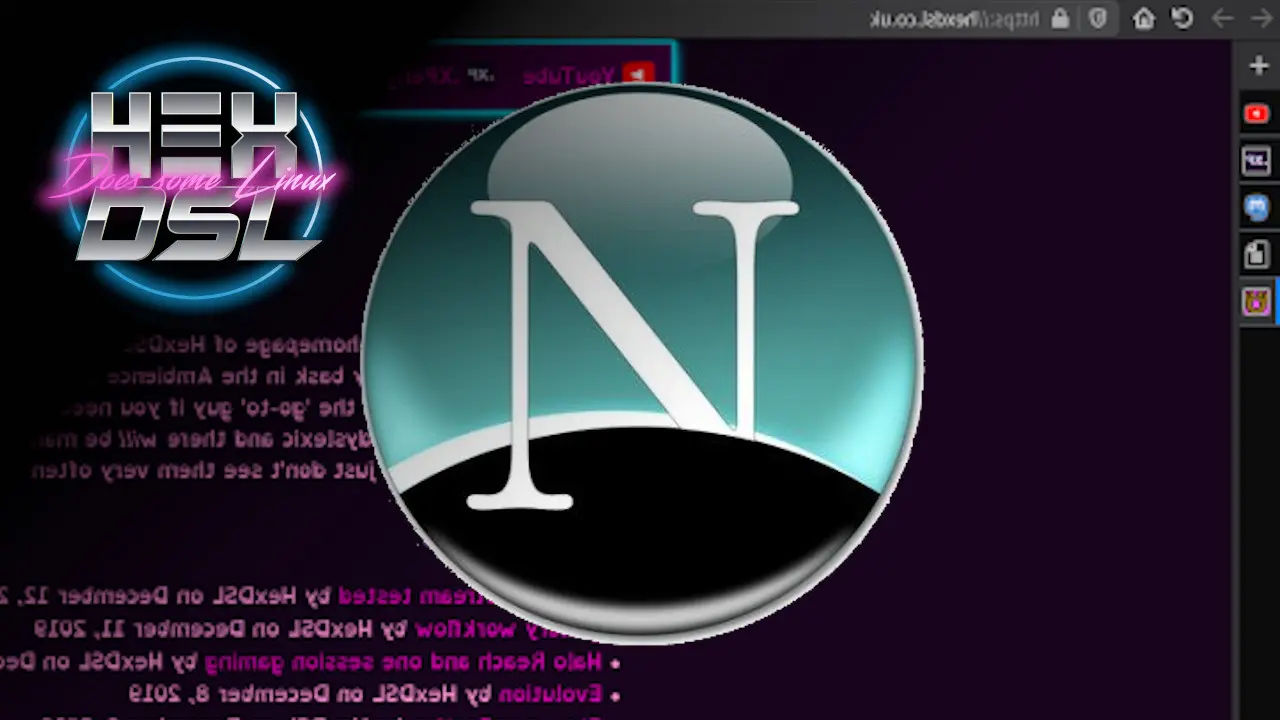 https://hexdsl.co.uk
YouTube .XP .XPenguin
HEX
Does some Linux
DSL
N
homepage of HexDS
y bask in the Ambience
the 'go-to' guy if you nee
dyslexic and there will be ma
just don't see them very often
tream tested by HexDSL on December 12, 2
ry workflow by HexDSL on December 11, 2019
• Halo Reach and one session gaming by HexDSL on Dec
• Evolution by HexDSL on December 8, 2019